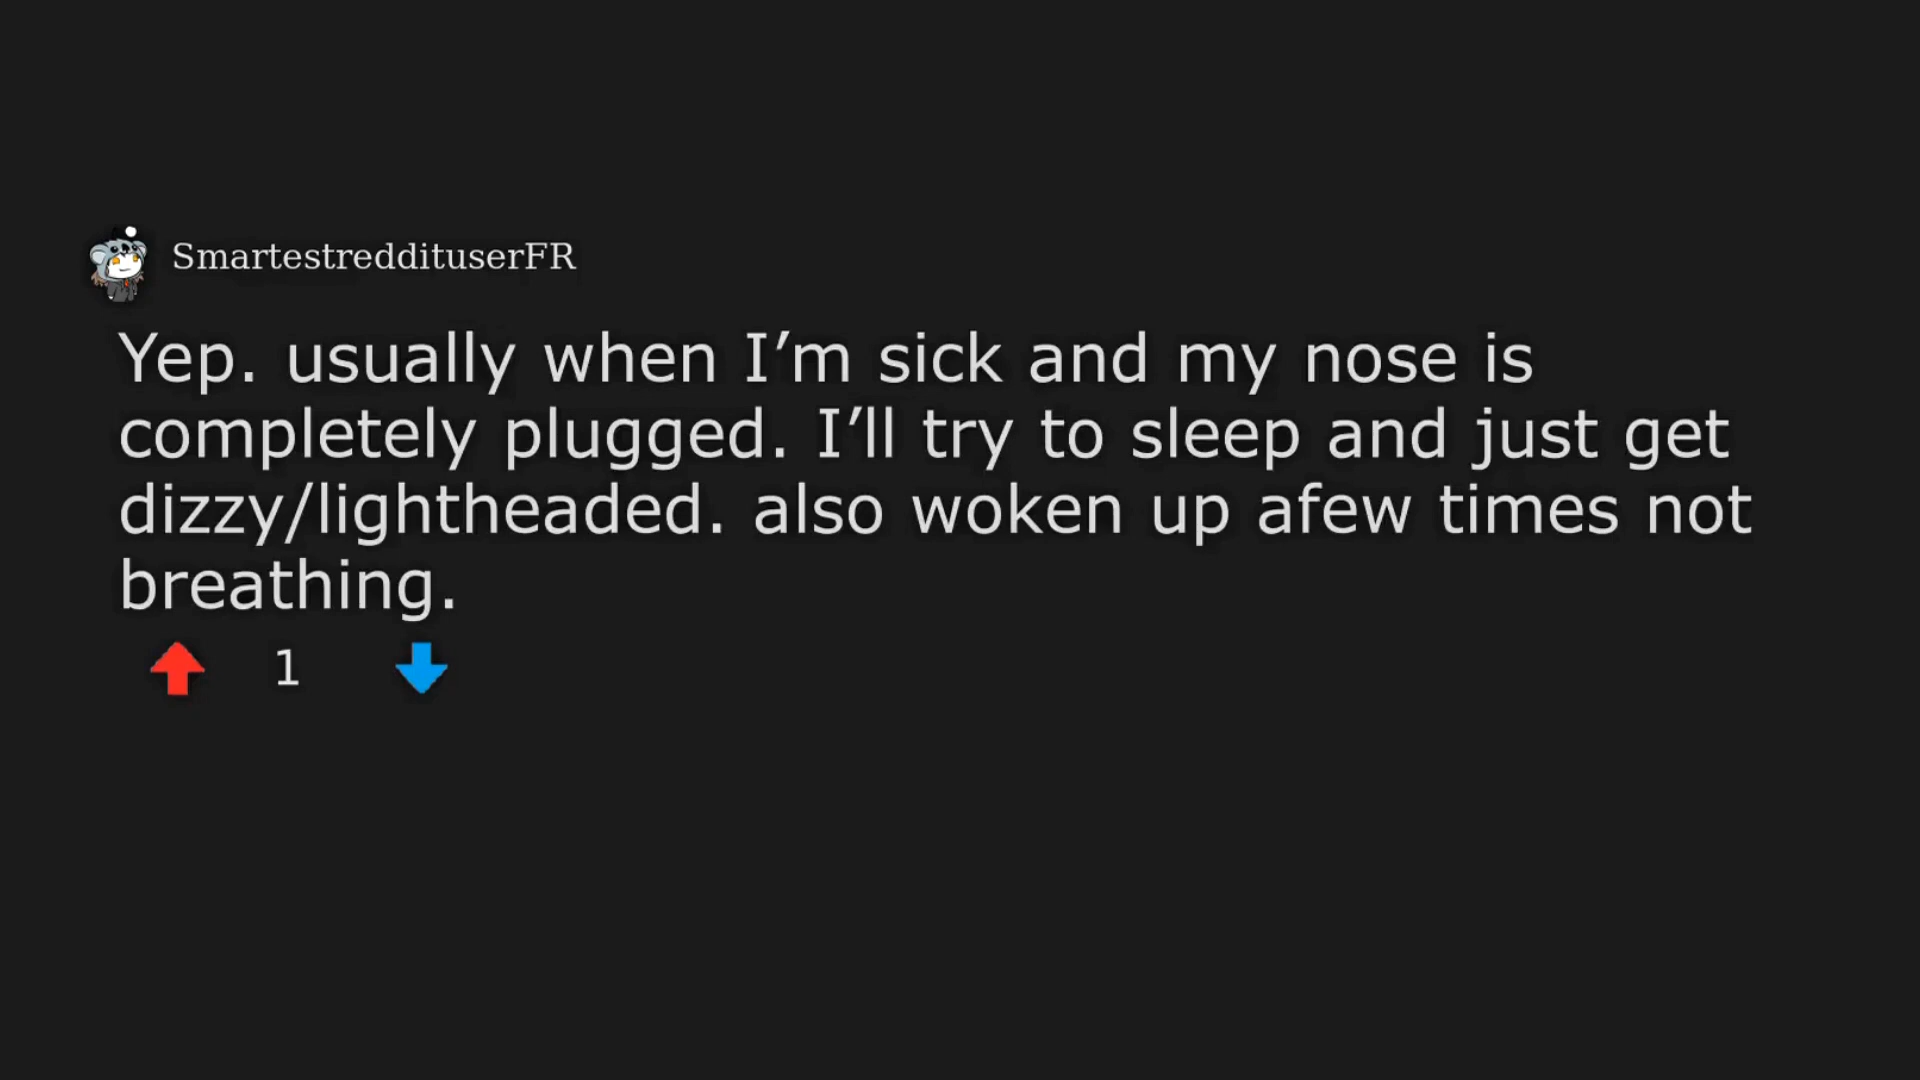 SmartestreddituserFR
Yep. usually when I’m sick and my nose is
completely plugged. I’ll try to sleep and just get
dizzy/lightheaded. also woken up afew times not
breathing.
1